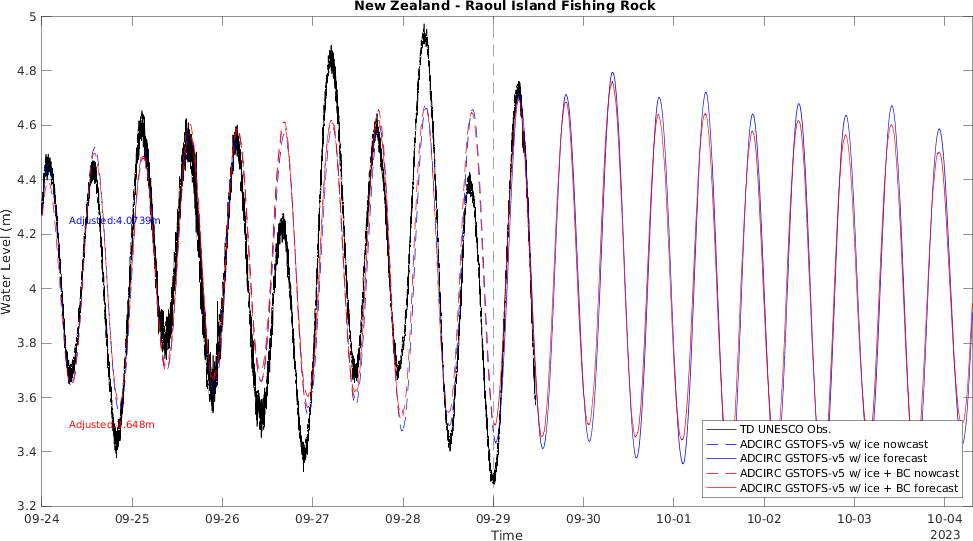 New Zealand - Raoul Island Fishing Rock
5
4.8
4.6
4.4
4.2
4
3.8
3.6
3.4
3.2
Water Level (m)
Adjusted:4.0739m
Adjusted
.648m
TD UNESCO Obs.
ADCIRC GSTOFS-v5 w/ ice nowcast
ADCIRC GSTOFS-v5 w/ ice forecast
ADCIRC GSTOFS-v5 w/ ice + BC nowcast
ADCIRC GSTOFS-v5 w/ ice + BC forecast
09-24 09-25 09-26 09-27 09-28 09-29 09-30 10-01 10-02 10-03 10-04
2023
Time